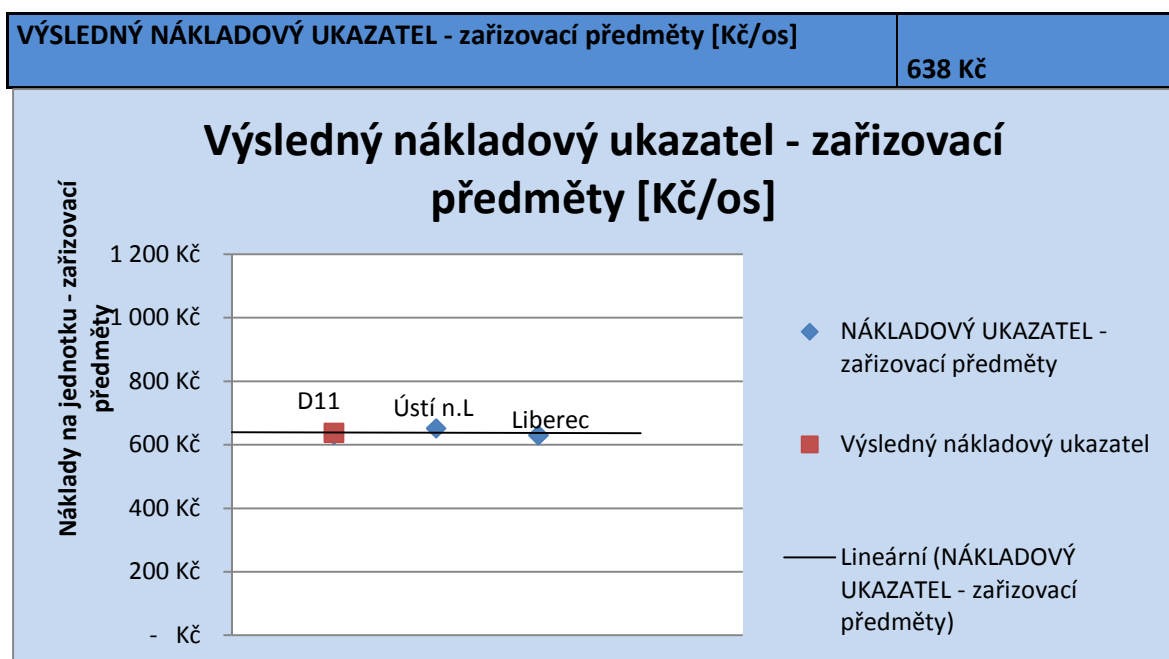 VÝSLEDNÝ NÁKLADOVÝ UKAZATEL - zařizovací předměty [Kč/os]
638 Kč
Výsledný nákladový ukazatel - zařizovací
předměty [Kč/os]
Náklady na jednotku - zařizovací
předměty
1 200 Kč
1 000 Kč
800 Kč
600 Kč
400 Kč
200 Kč
- Kč
D11
Ústí n.L
Liberec
NÁKLADOVÝ UKAZATEL -
zařizovací předměty
Výsledný nákladový ukazatel
Lineární (NÁKLADOVÝ
UKAZATEL - zařizovací
předměty)